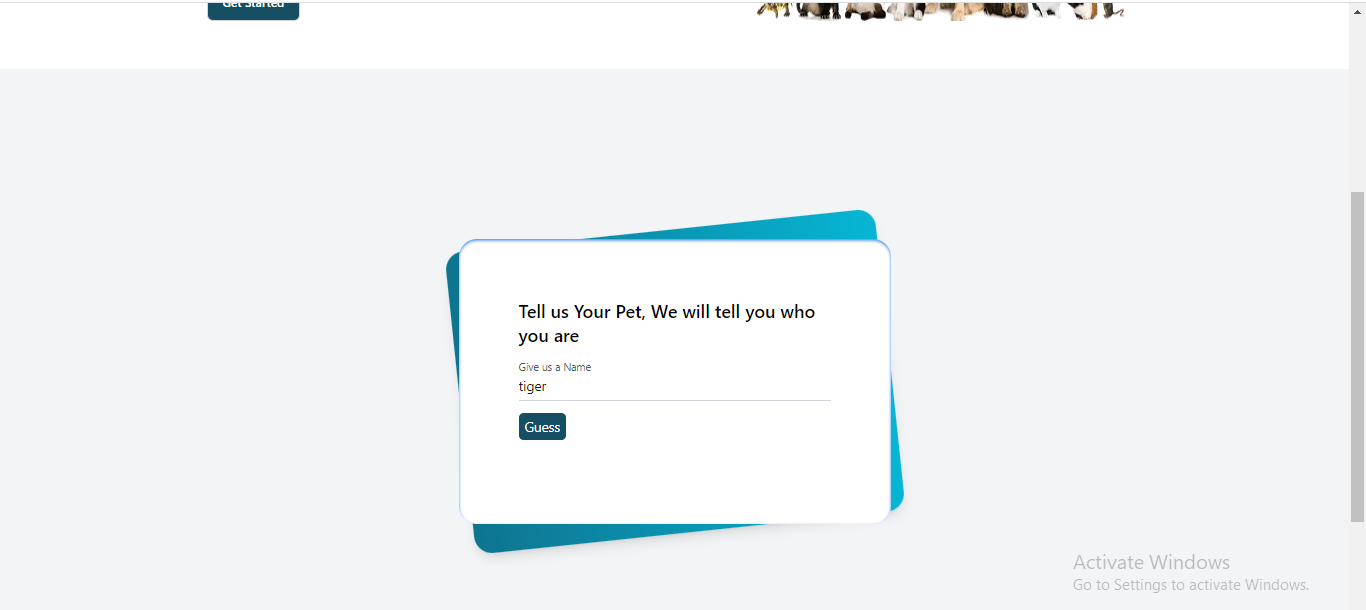 Get Started
Tell us Your Pet, We will tell you who
you are
Give us a Name
tiger
Guess
Activate Windows
Go to Settings to activate Windows.